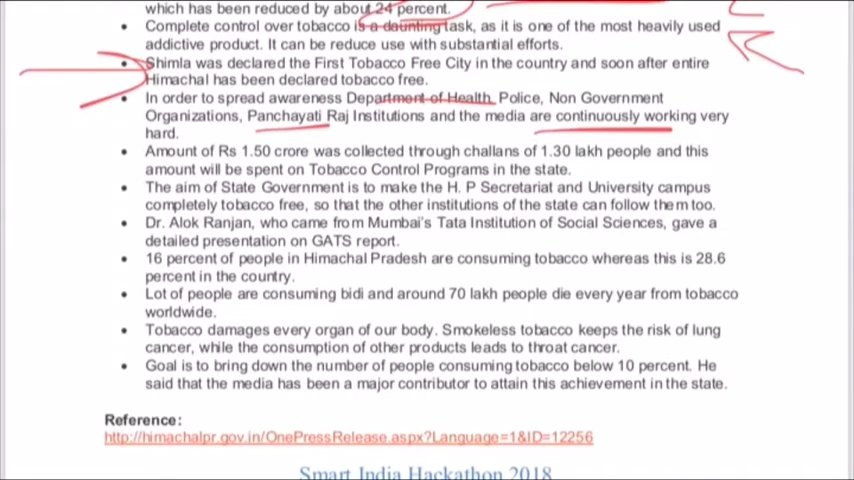 which has been reduced by about 24 percent.
• Complete control over tobacco is a daunting task, as it is one of the most heavily used
addictive product. It can be reduce use with substantial efforts.
• Shimla was declared the First Tobacco Free City in the country and soon after entire
Himachal has been declared tobacco free.
• In order to spread awareness Department of Health, Police, Non Government
Organizations, Panchayati Raj Institutions and the media are continuously working very
hard.
• Amount of Rs 1.50 crore was collected through challans of 1.30 lakh people and this
amount will be spent on Tobacco Control Programs in the state.
• The aim of State Government is to make the H. P Secretariat and University campus
completely tobacco free, so that the other institutions of the state can follow them too.
• Dr. Alok Ranjan, who came from Mumbai's Tata Institution of Social Sciences, gave a
detailed presentation on GATS report.
• 16 percent of people in Himachal Pradesh are consuming tobacco whereas this is 28.6
percent in the country.
• Lot of people are consuming bidi and around 70 lakh people die every year from tobacco
worldwide.
• Tobacco damages every organ of our body. Smokeless tobacco keeps the risk of lung
cancer, while the consumption of other products leads to throat cancer.
• Goal is to bring down the number of people consuming tobacco below 10 percent. He
said that the media has been a major contributor to attain this achievement in the state.
Reference:
http://himachalpr.gov.in/OnePressRelease.aspx?Language=1&ID=12256
Smart India Hackathon 2018